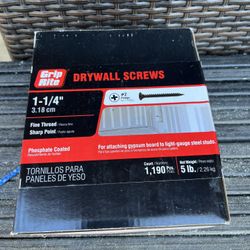 Grip Rite
DRYWALL SCREWS
1-1/4"
3.18 cm
#2
Fine Thread
Sharp Point
Phosphate Coated
For attaching gypsum board to light-gauge steel studs.
TORNILLOS PARA
PANELES DE YESO
Count
1,190
Net Weight
5 lb. / 2.26 kg